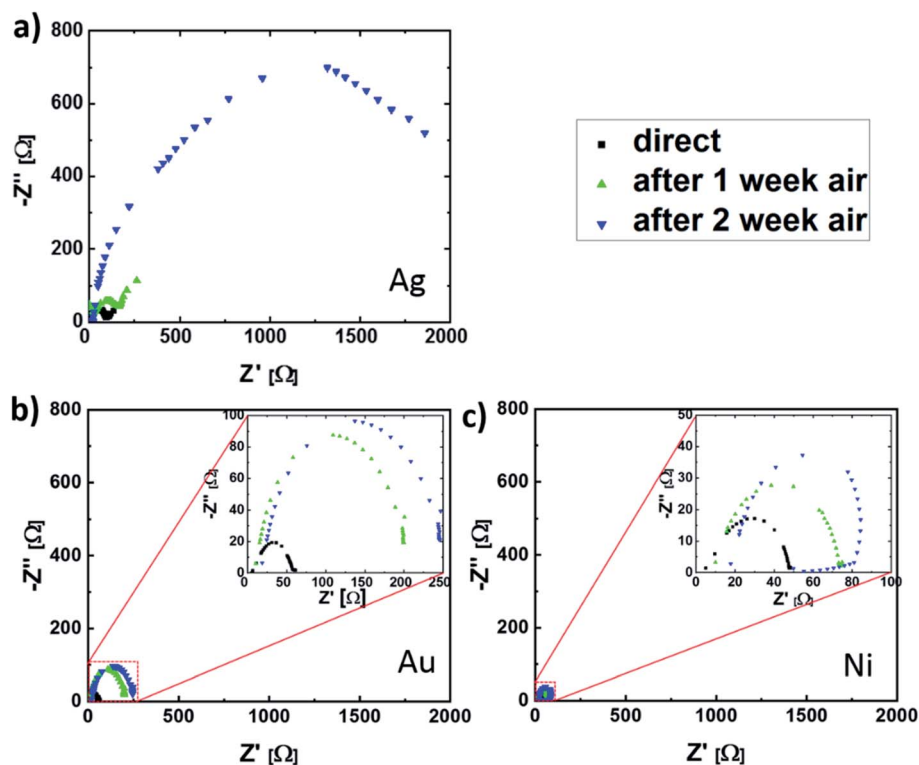 a)
800
600
400
200
0
-Z'' [Ω]
0 500 1000 1500 2000
Z' [Ω]
Ag
direct
after 1 week air
after 2 week air
b)
800
600
400
200
0
-Z'' [Ω]
0 500 1000 1500 2000
Z' [Ω]
Au
100
80
60
40
20
0
-Z'' [Ω]
0 50 100 150 200 250
Z' [Ω]
c)
800
600
400
200
0
-Z'' [Ω]
0 500 1000 1500 2000
Z' [Ω]
Ni
50
40
30
20
10
0
-Z'' [Ω]
0 20 40 60 80 100
Z' [Ω]